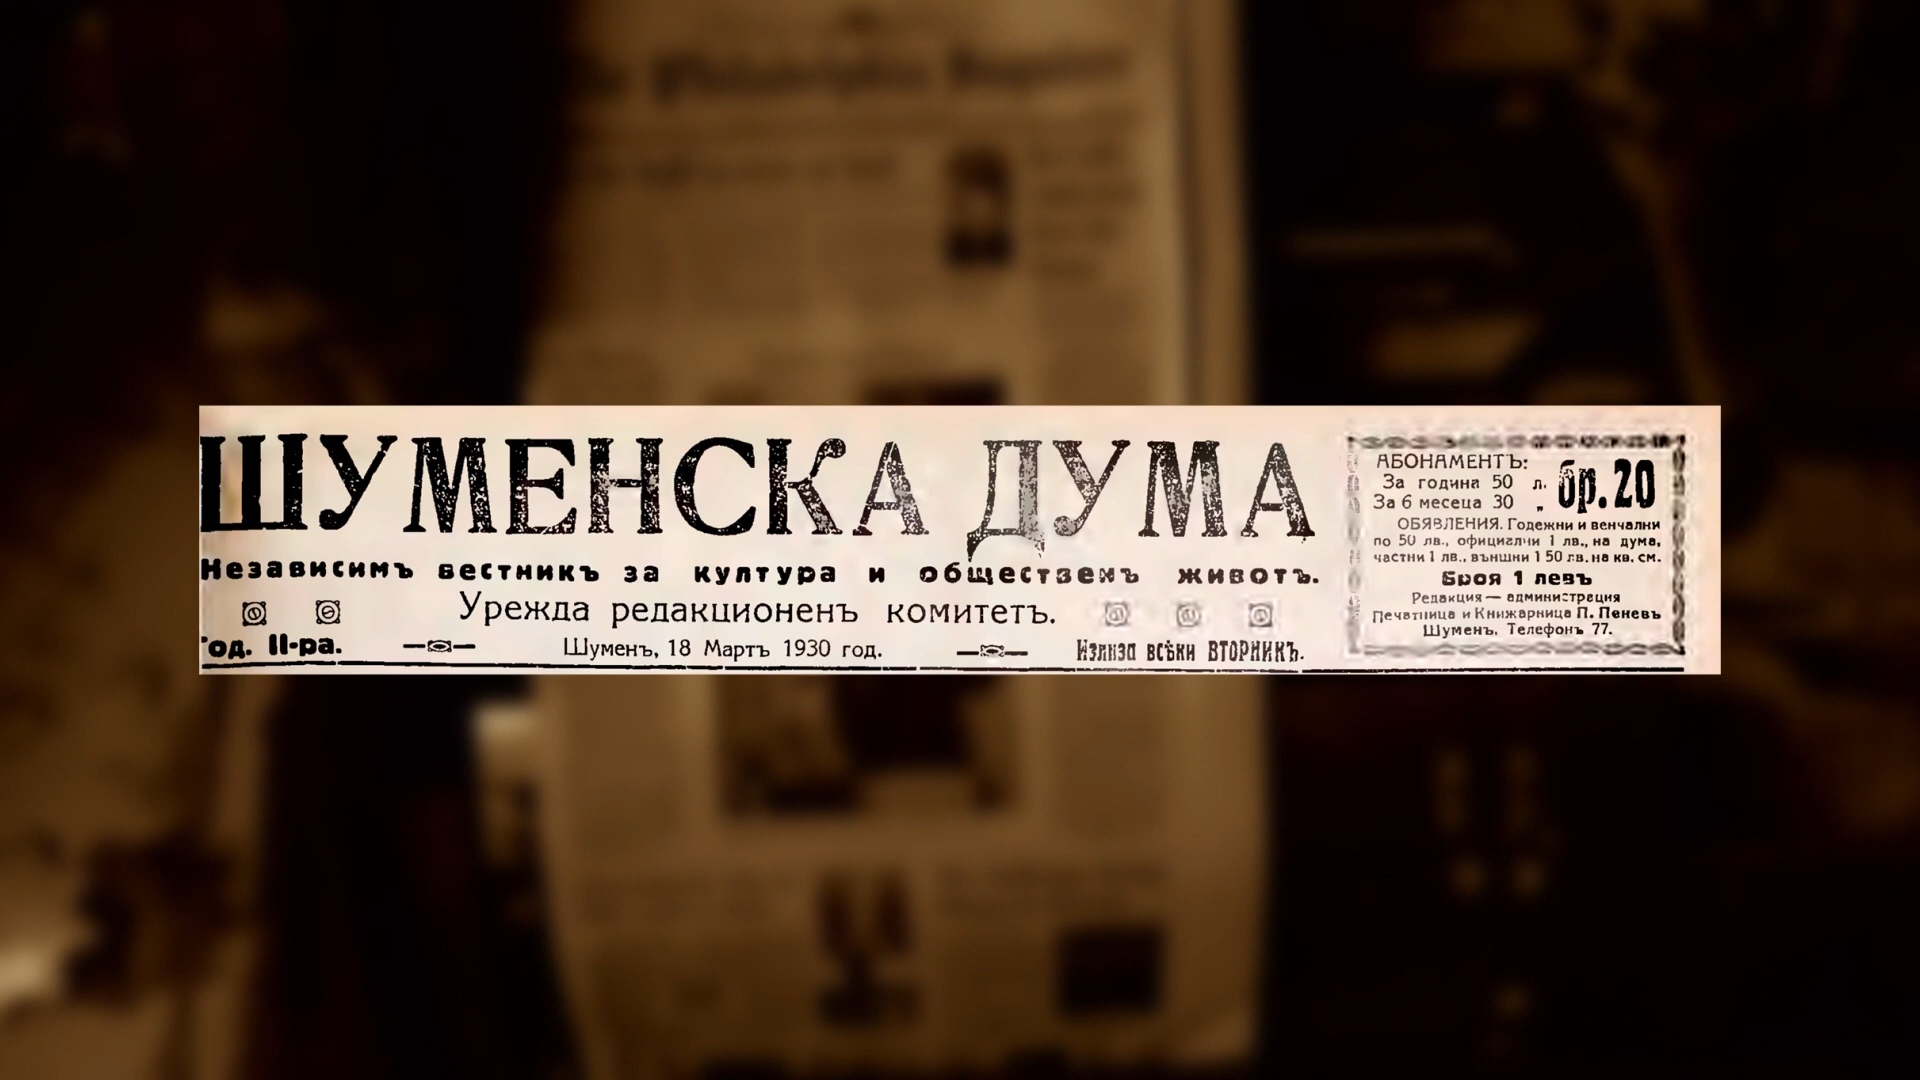 ШУМЕНСКА ДУМА
Независимъ вестникъ за култура и общественъ животъ.
Урежда редакционенъ комитетъ.
Год. II-ра.
Шуменъ, 18 Мартъ 1930 год.
Излиза всѣки ВТОРНИКЪ.
АБОНАМЕНТЪ:
За година 50 л.
За 6 месеца 30 „
бр. 20
ОБЯВЛЕНИЯ. Годежни и венчални
по 50 лв., официални 1 лв., на дума,
частни 1 лв., външни 1 50 лв. на кв. см.
Броя 1 левъ
Редакция — администрация
Печатница и Книжарница П. Пеневъ
Шуменъ, Телефонъ 77.